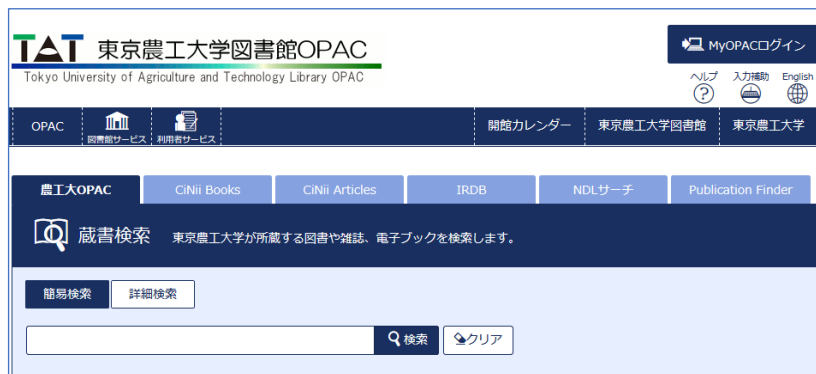 TAT 東京農工大学図書館OPAC
Tokyo University of Agriculture and Technology Library OPAC
MyOPACログイン
ヘルプ 入力補助 English
OPAC 図書館サービス 利用者サービス 開館カレンダー 東京農工大学図書館 東京農工大学
農工大OPAC CiNii Books CiNii Articles IRDB NDLサーチ Publication Finder
蔵書検索 東京農工大学が所蔵する図書や雑誌、電子ブックを検索します。
簡易検索 詳細検索
検索 クリア